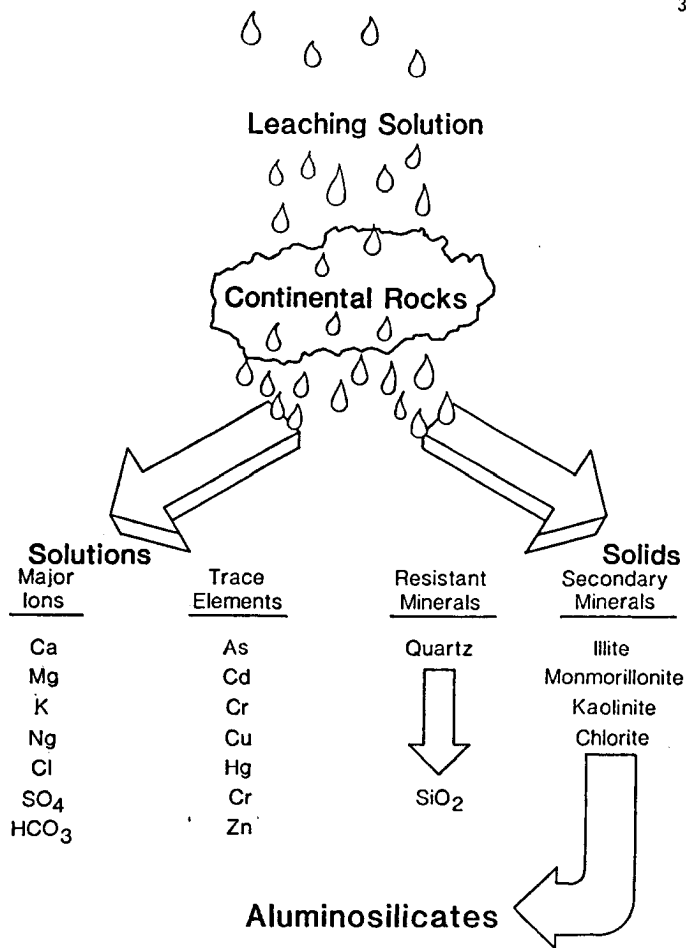 3
Leaching Solution
Continental Rocks
Solutions
Major
Ions
Ca
Mg
K
Ng
Cl
SO4
HCO3
Trace
Elements
As
Cd
Cr
Cu
Hg
Cr
Zn
Solids
Resistant
Minerals
Quartz
SiO2
Secondary
Minerals
Illite
Monmorillonite
Kaolinite
Chlorite
Aluminosilicates